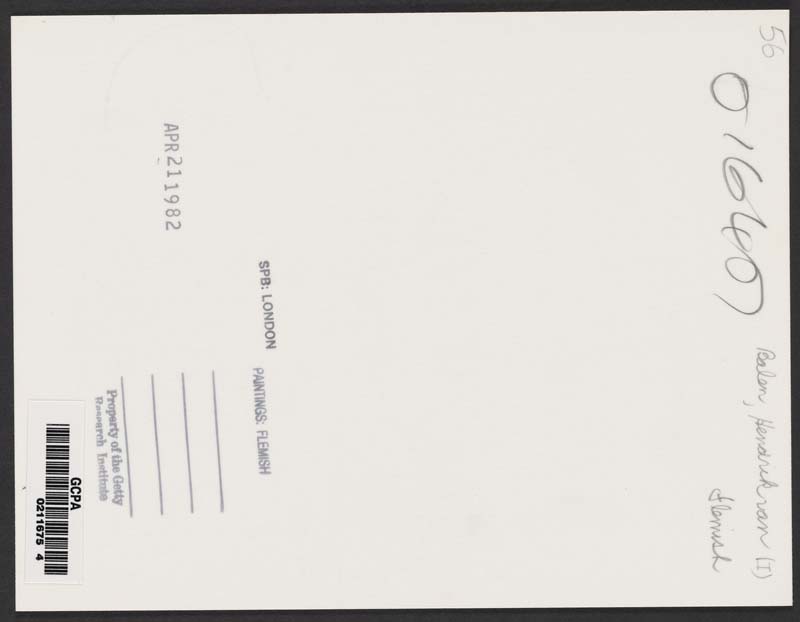 56
Balen, Hendrik van (I)
Flemish
SPB: LONDON PAINTINGS: FLEMISH
APR 21 1982
Property of the Getty
Research Institute
GCPA
0211675 4